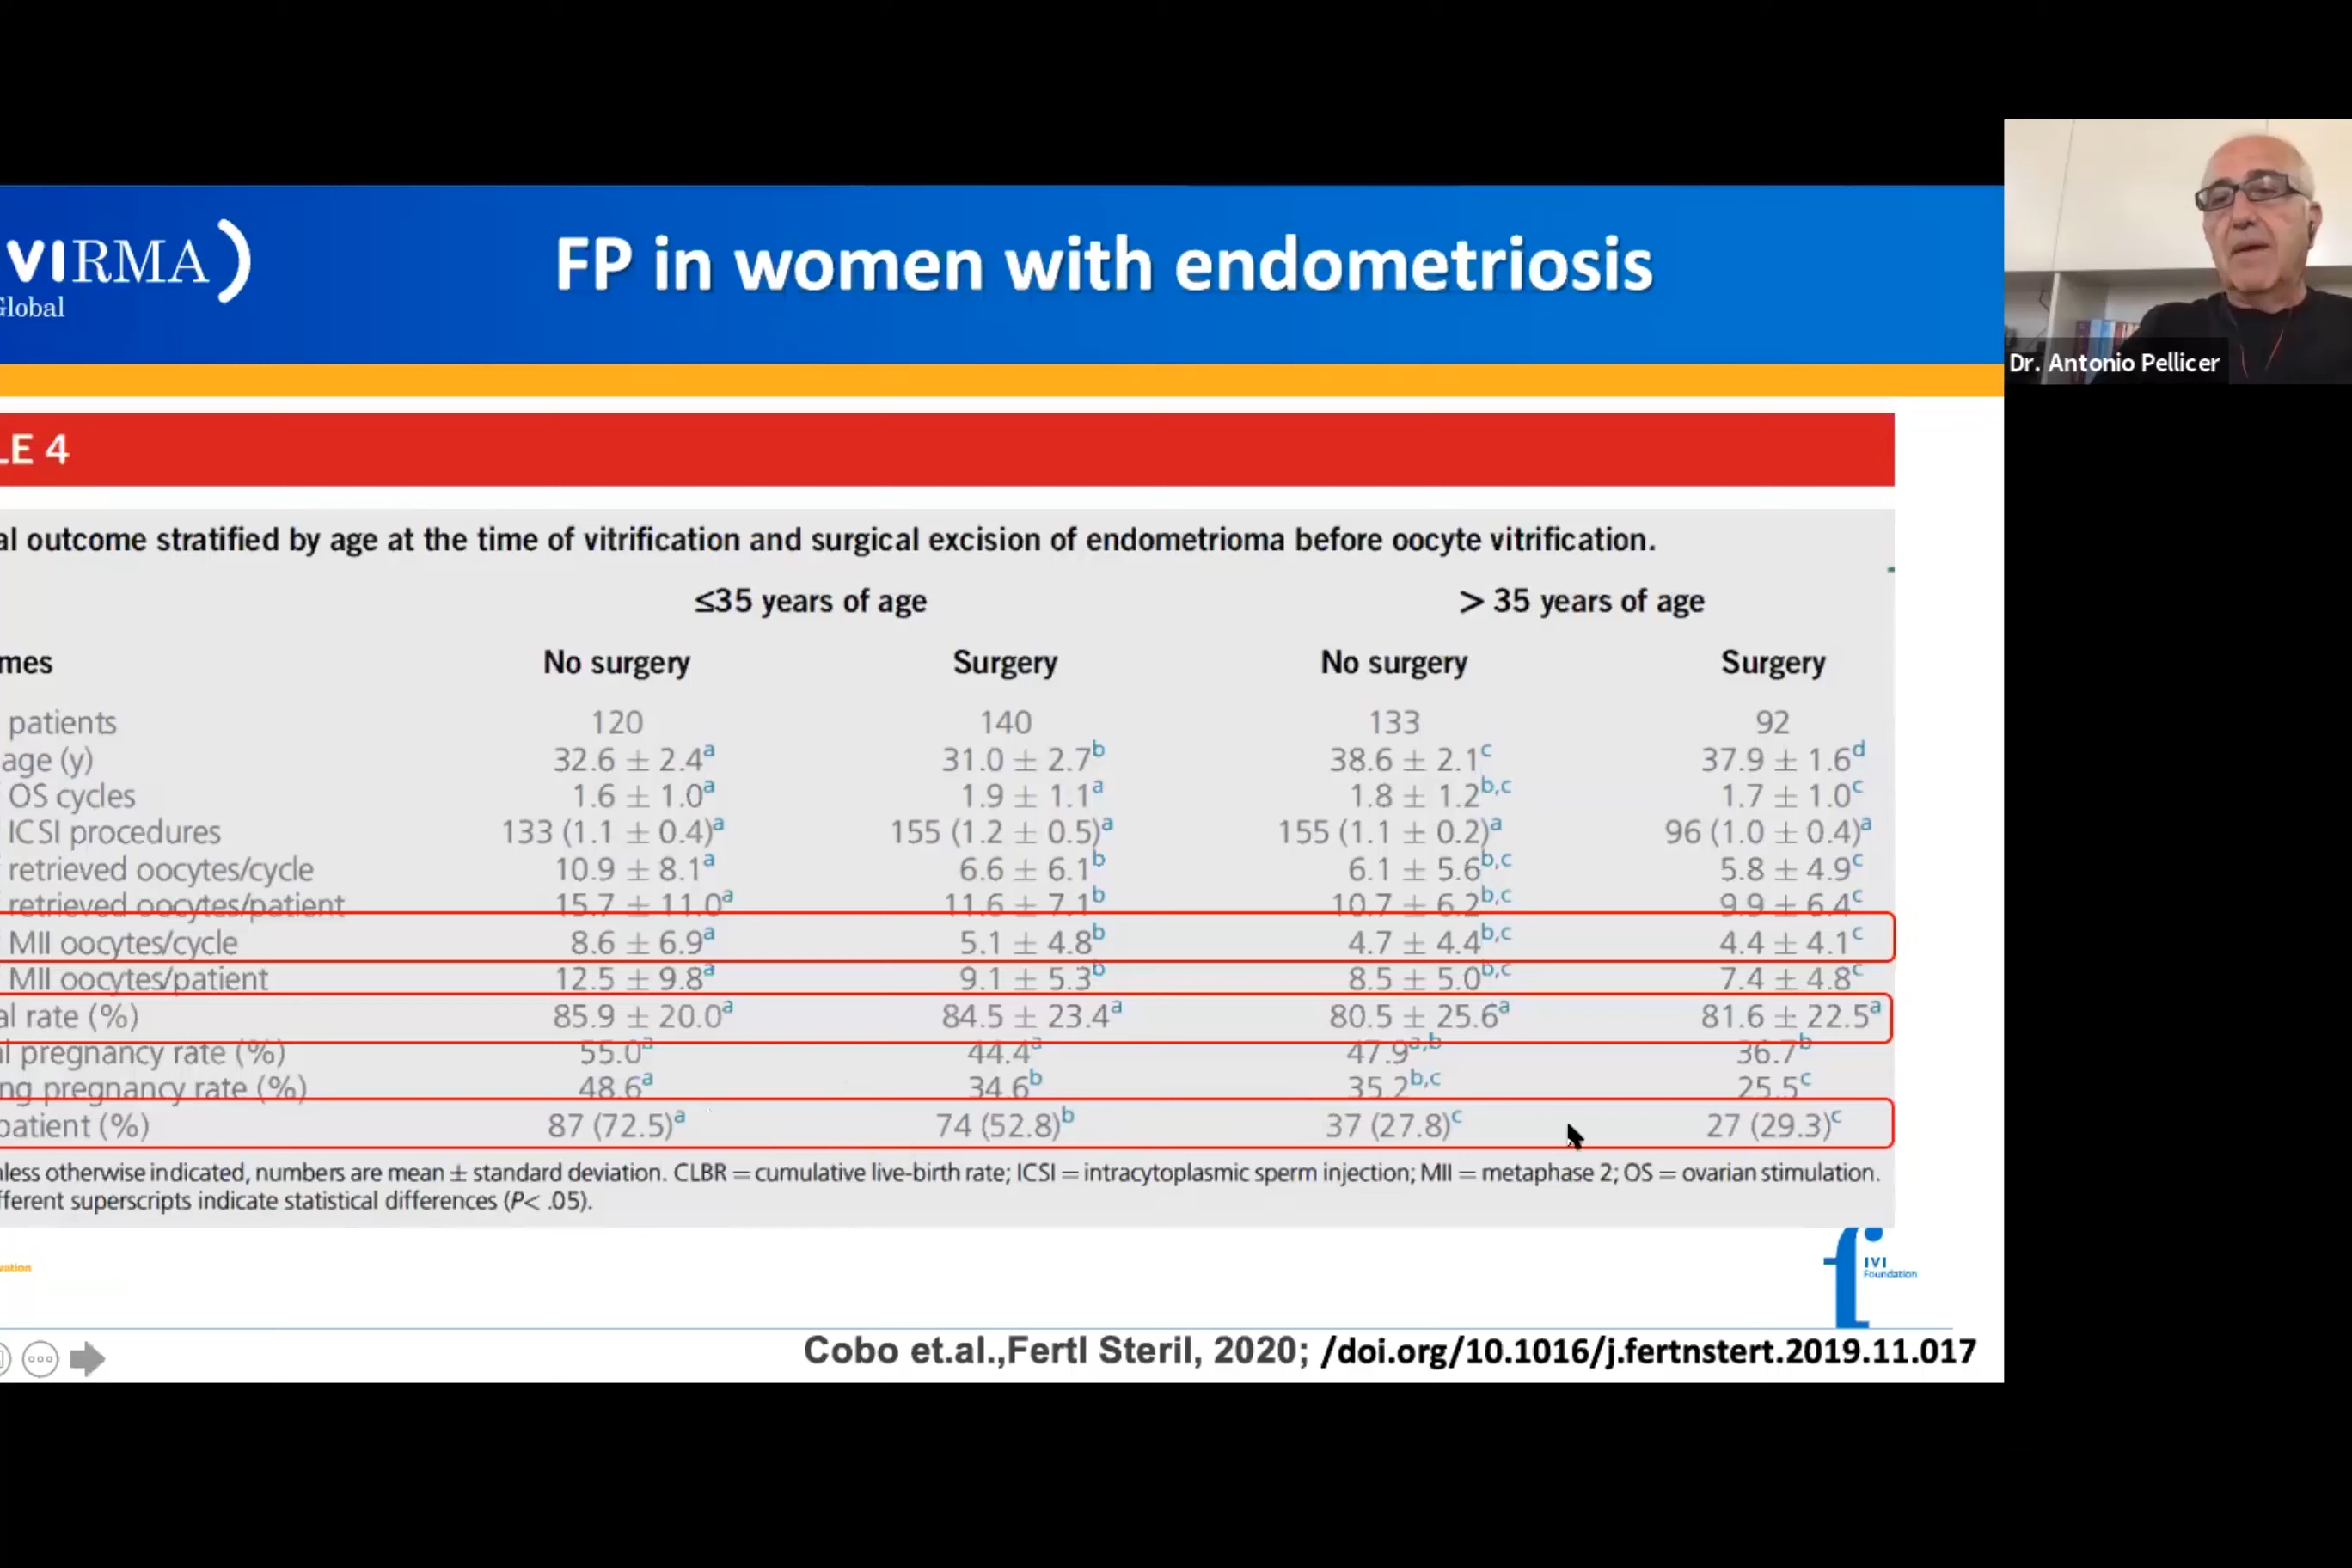 VIRMA
Global
FP in women with endometriosis
Dr. Antonio Pellicer
LE 4
al outcome stratified by age at the time of vitrification and surgical excision of endometrioma before oocyte vitrification.
≤35 years of age > 35 years of age
mes No surgery Surgery No surgery Surgery
patients 120 140 133 92
age (y) 32.6 ± 2.4a 31.0 ± 2.7b 38.6 ± 2.1c 37.9 ± 1.6d
OS cycles 1.6 ± 1.0a 1.9 ± 1.1a 1.8 ± 1.2b,c 1.7 ± 1.0c
ICSI procedures 133 (1.1 ± 0.4)a 155 (1.2 ± 0.5)a 155 (1.1 ± 0.2)a 96 (1.0 ± 0.4)a
retrieved oocytes/cycle 10.9 ± 8.1a 6.6 ± 6.1b 6.1 ± 5.6b,c 5.8 ± 4.9c
retrieved oocytes/patient 15.7 ± 11.0a 11.6 ± 7.1b 10.7 ± 6.2b,c 9.9 ± 6.4c
MII oocytes/cycle 8.6 ± 6.9a 5.1 ± 4.8b 4.7 ± 4.4b,c 4.4 ± 4.1c
MII oocytes/patient 12.5 ± 9.8a 9.1 ± 5.3b 8.5 ± 5.0b,c 7.4 ± 4.8c
al rate (%) 85.9 ± 20.0a 84.5 ± 23.4a 80.5 ± 25.6a 81.6 ± 22.5a
al pregnancy rate (%) 55.0a 44.4a 47.9a,b 36.7b
ng pregnancy rate (%) 48.6a 34.6b 35.2b,c 25.5c
patient (%) 87 (72.5)a 74 (52.8)b 37 (27.8)c 27 (29.3)c
nless otherwise indicated, numbers are mean ± standard deviation. CLBR = cumulative live-birth rate; ICSI = intracytoplasmic sperm injection; MII = metaphase 2; OS = ovarian stimulation.
fferent superscripts indicate statistical differences (P< .05).
vation
IVI
Foundation
Cobo et.al.,Fertl Steril, 2020; /doi.org/10.1016/j.fertnstert.2019.11.017